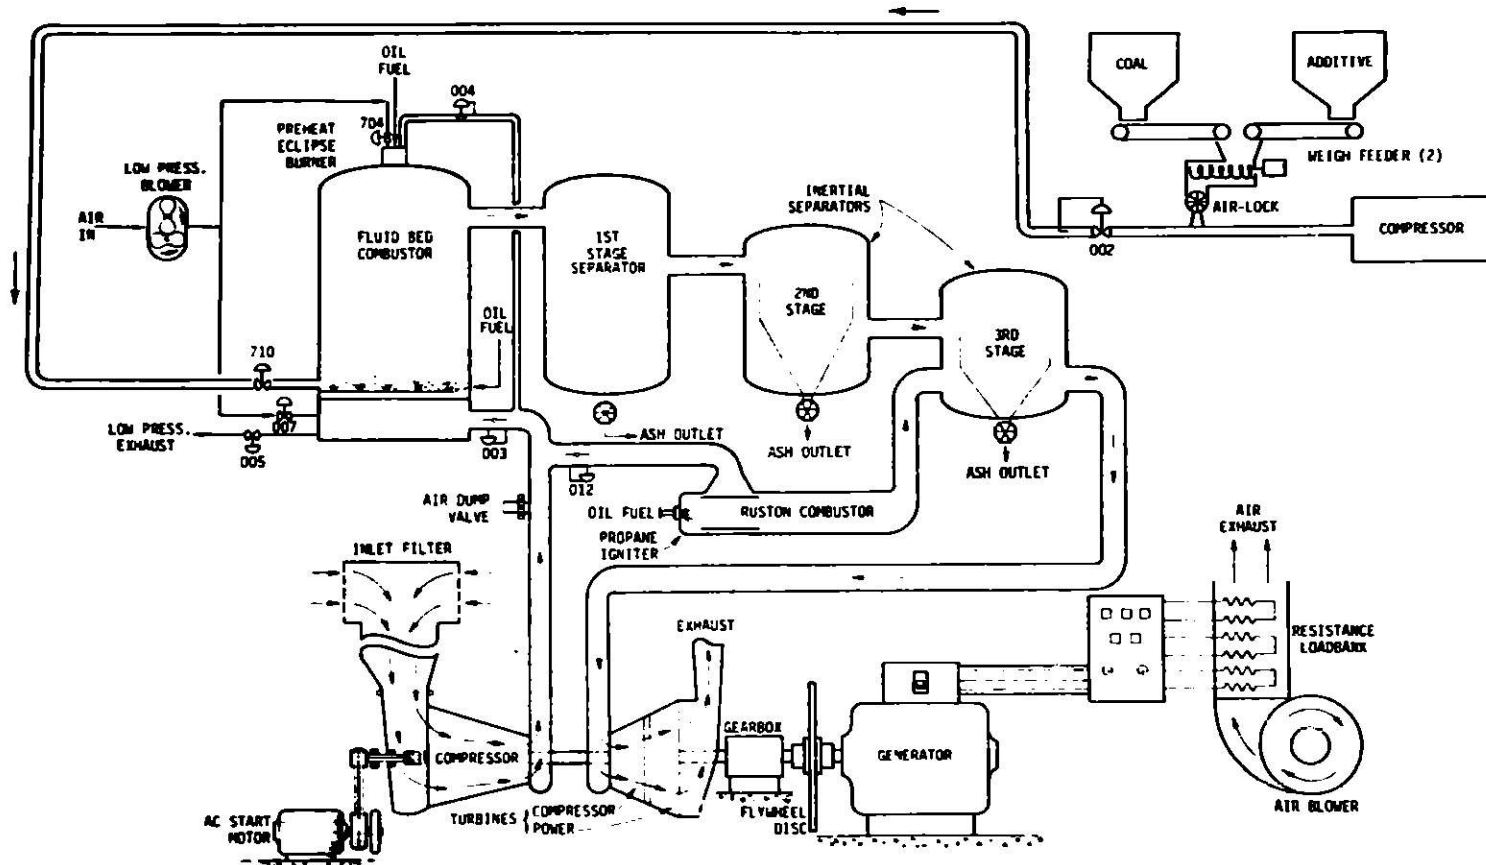 OIL
FUEL
004
COAL
ADDITIVE
704
PREHEAT
ECLIPSE
BURNER
WEIGH FEEDER (2)
LOW PRESS.
BLOWER
INERTIAL
SEPARATORS
AIR-LOCK
AIR
IN
FLUID BED
COMBUSTOR
1ST
STAGE
SEPARATOR
COMPRESSOR
002
2ND
STAGE
OIL
FUEL
3RD
STAGE
710
007
LOW PRESS.
EXHAUST
005
003
ASH OUTLET
ASH OUTLET
ASH OUTLET
012
AIR DUMP
VALVE
OIL FUEL
RUSTON COMBUSTOR
PROPANE
IGNITER
AIR
EXHAUST
INLET FILTER
EXHAUST
RESISTANCE
LOADBANK
GEARBOX
COMPRESSOR
GENERATOR
TURBINES
COMPRESSOR
POWER
FLYWHEEL
DISC
AIR BLOWER
AC START
MOTOR